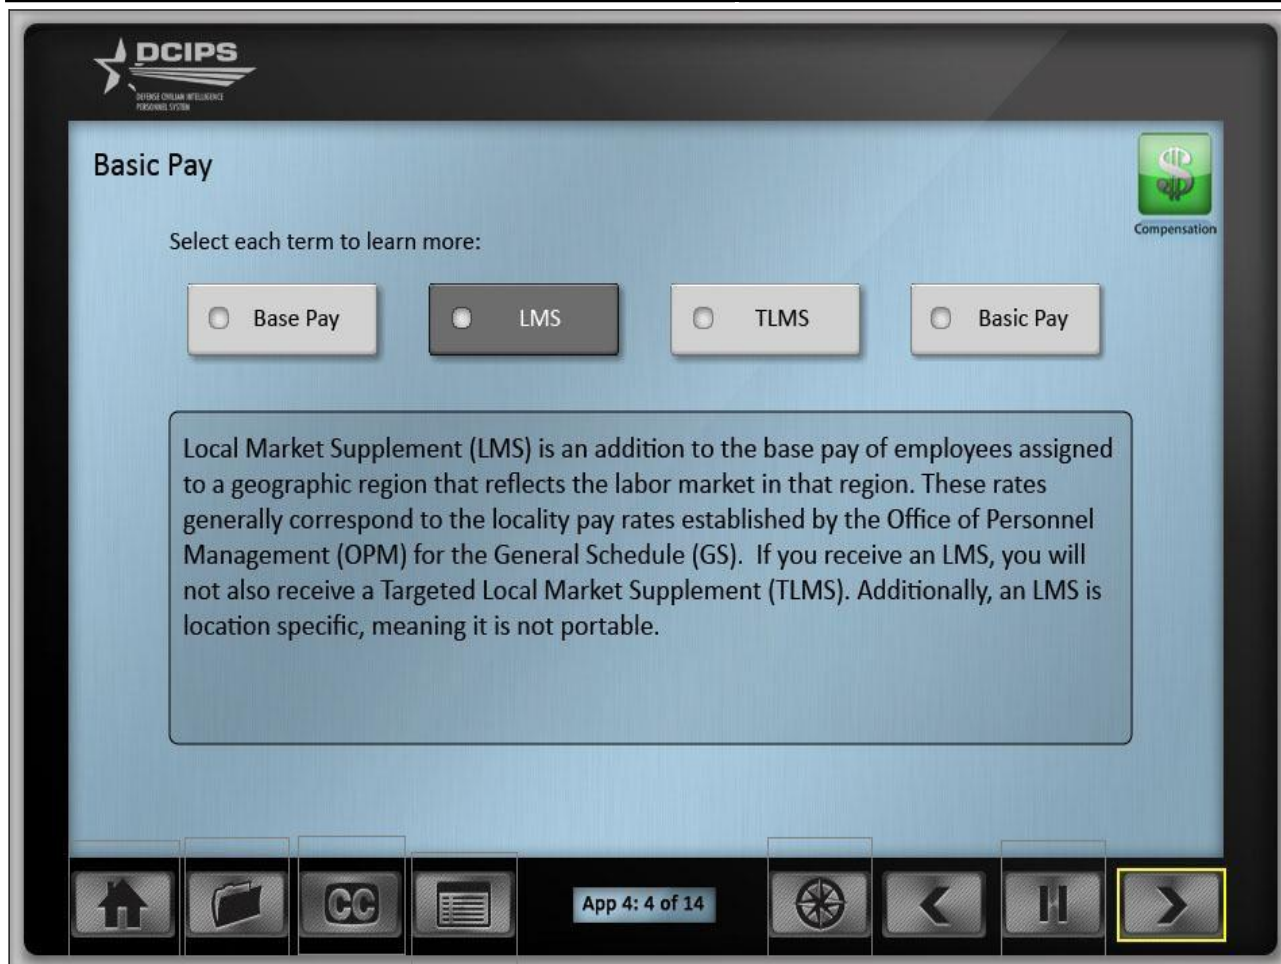 DCIPS
DEFENSE CIVILIAN INTELLIGENCE
PERSONNEL SYSTEM
Basic Pay
Compensation
Select each term to learn more:
Base Pay
LMS
TLMS
Basic Pay
Local Market Supplement (LMS) is an addition to the base pay of employees assigned
to a geographic region that reflects the labor market in that region. These rates
generally correspond to the locality pay rates established by the Office of Personnel
Management (OPM) for the General Schedule (GS).  If you receive an LMS, you will
not also receive a Targeted Local Market Supplement (TLMS). Additionally, an LMS is
location specific, meaning it is not portable.
CC
App 4: 4 of 14